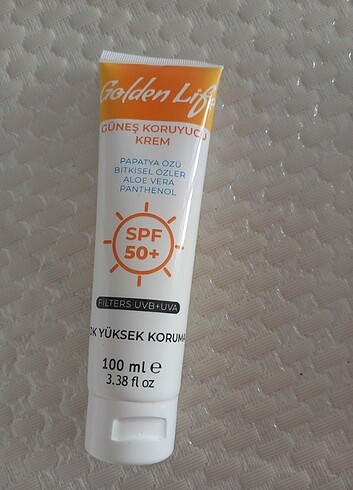 Golden Life
GÜNEŞ KORUYUCU
KREM
PAPATYA ÖZÜ
BİTKİSEL ÖZLER
ALOE VERA
PANTHENOL
SPF
50+
FILTERS UVB+UVA
OK YÜKSEK KORUMA
100 ml e
3.38 fl oz